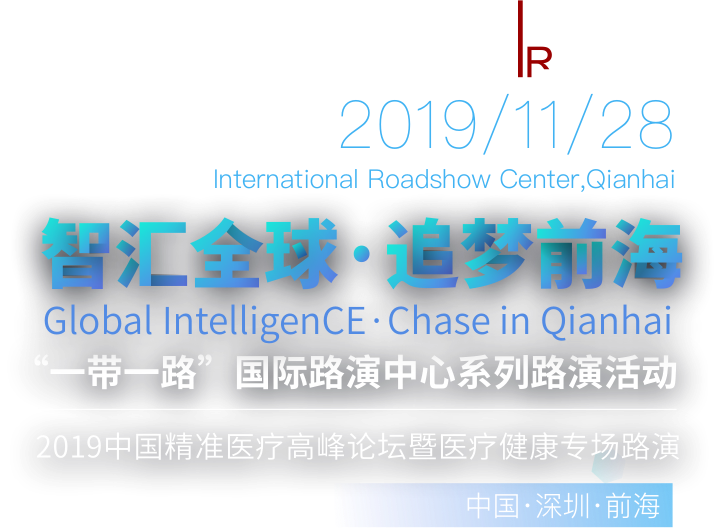 IR
2019/11/28
International Roadshow Center,Qianhai
智汇全球·追梦前海
Global IntelligenCE·Chase in Qianhai
“一带一路”国际路演中心系列路演活动
2019中国精准医疗高峰论坛暨医疗健康专场路演
中国·深圳·前海